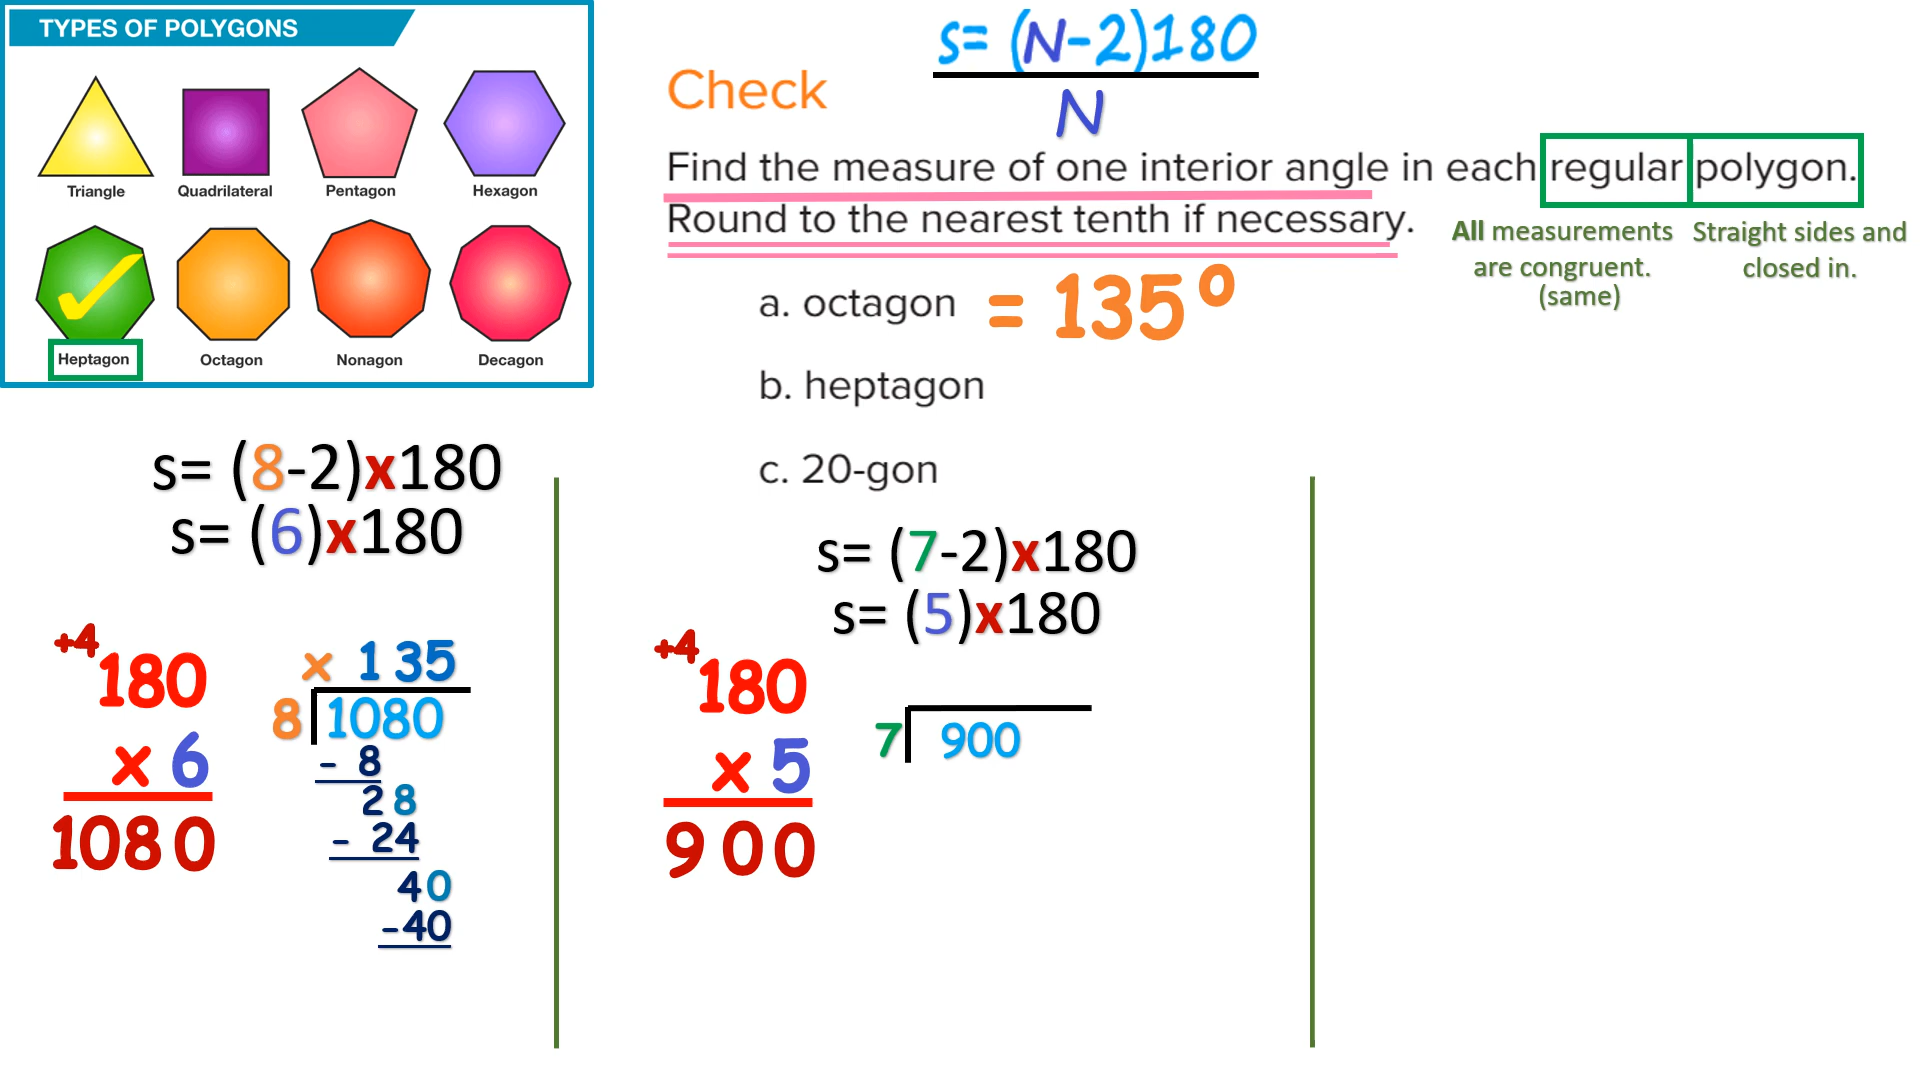 TYPES OF POLYGONS
Triangle
Quadrilateral
Pentagon
Hexagon
Heptagon
Octagon
Nonagon
Decagon
s= (N-2)180
N
Check
Find the measure of one interior angle in each regular polygon.
Round to the nearest tenth if necessary.
All measurements
are congruent.
(same)
Straight sides and
closed in.
a. octagon = 135°
b. heptagon
c. 20-gon
s= (8-2)x180
s= (6)x180
+4
180
x 6
1080
x 135
8 1080
- 8
28
- 24
40
-40
s= (7-2)x180
s= (5)x180
+4
180
x 5
900
7 900